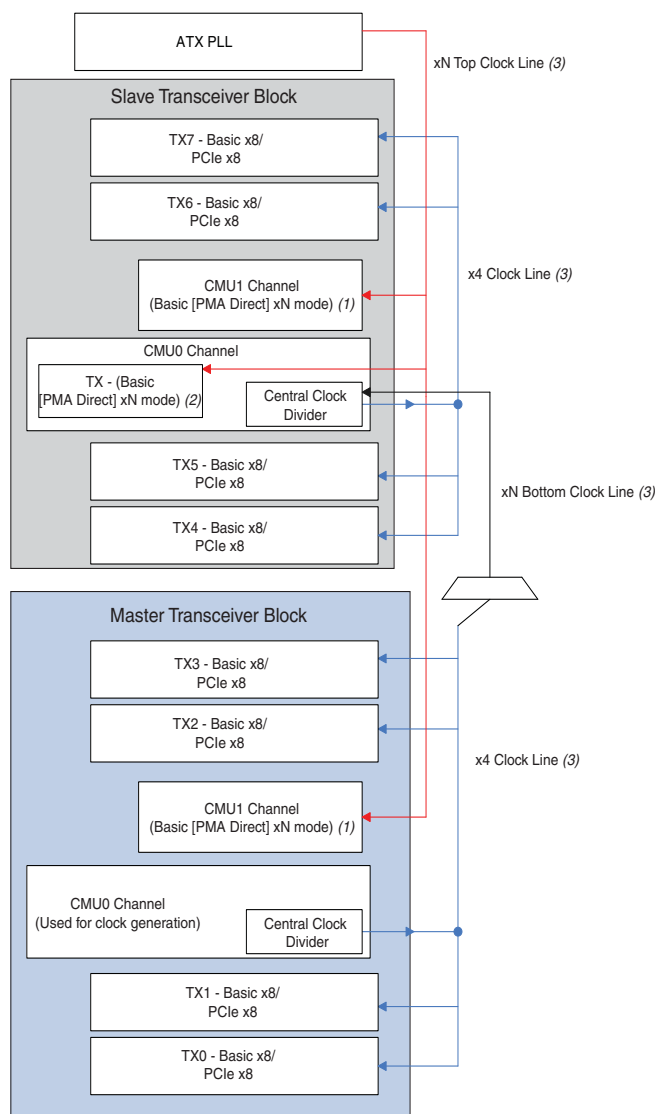 ATX PLL
xN Top Clock Line (3)
Slave Transceiver Block
TX7 - Basic x8/
PCIe x8
TX6 - Basic x8/
PCIe x8
x4 Clock Line (3)
CMU1 Channel
(Basic [PMA Direct] xN mode) (1)
CMU0 Channel
TX - (Basic
[PMA Direct] xN mode) (2)
Central Clock
Divider
TX5 - Basic x8/
PCIe x8
xN Bottom Clock Line (3)
TX4 - Basic x8/
PCIe x8
Master Transceiver Block
TX3 - Basic x8/
PCIe x8
TX2 - Basic x8/
PCIe x8
x4 Clock Line (3)
CMU1 Channel
(Basic [PMA Direct] xN mode) (1)
CMU0 Channel
(Used for clock generation)
Central Clock
Divider
TX1 - Basic x8/
PCIe x8
TX0 - Basic x8/
PCIe x8